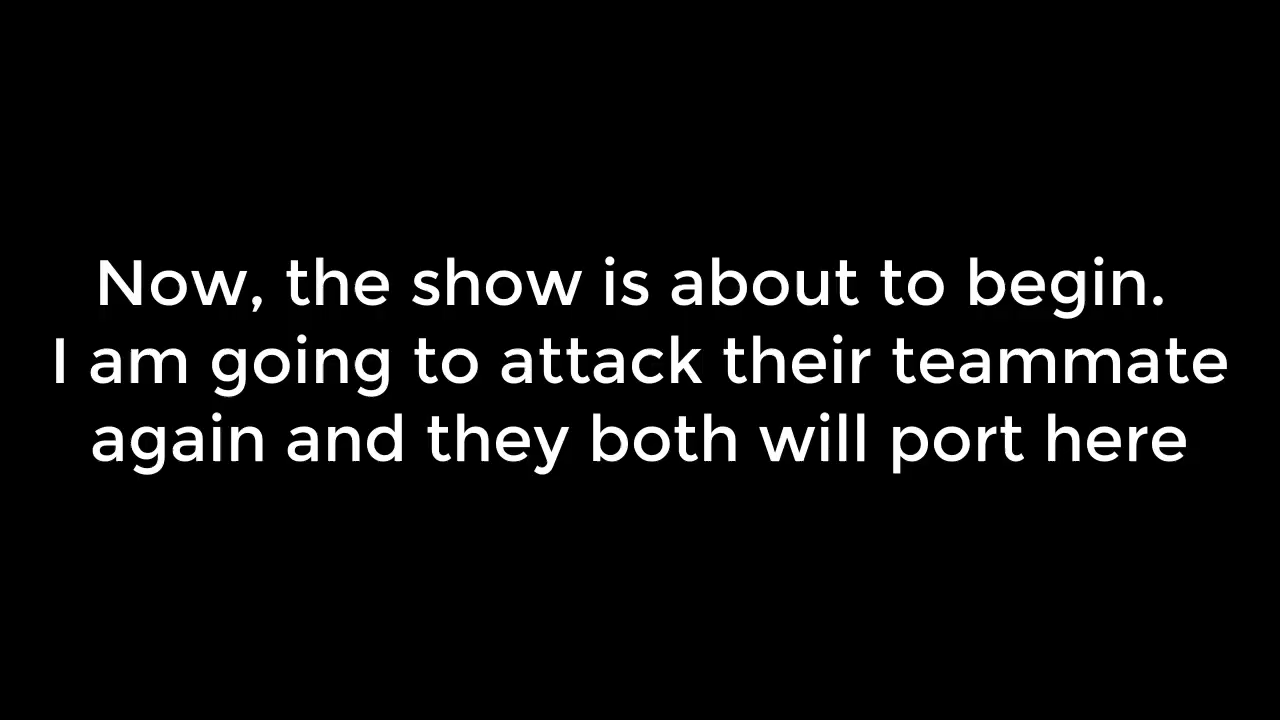 Now, the show is about to begin.
I am going to attack their teammate
again and they both will port here